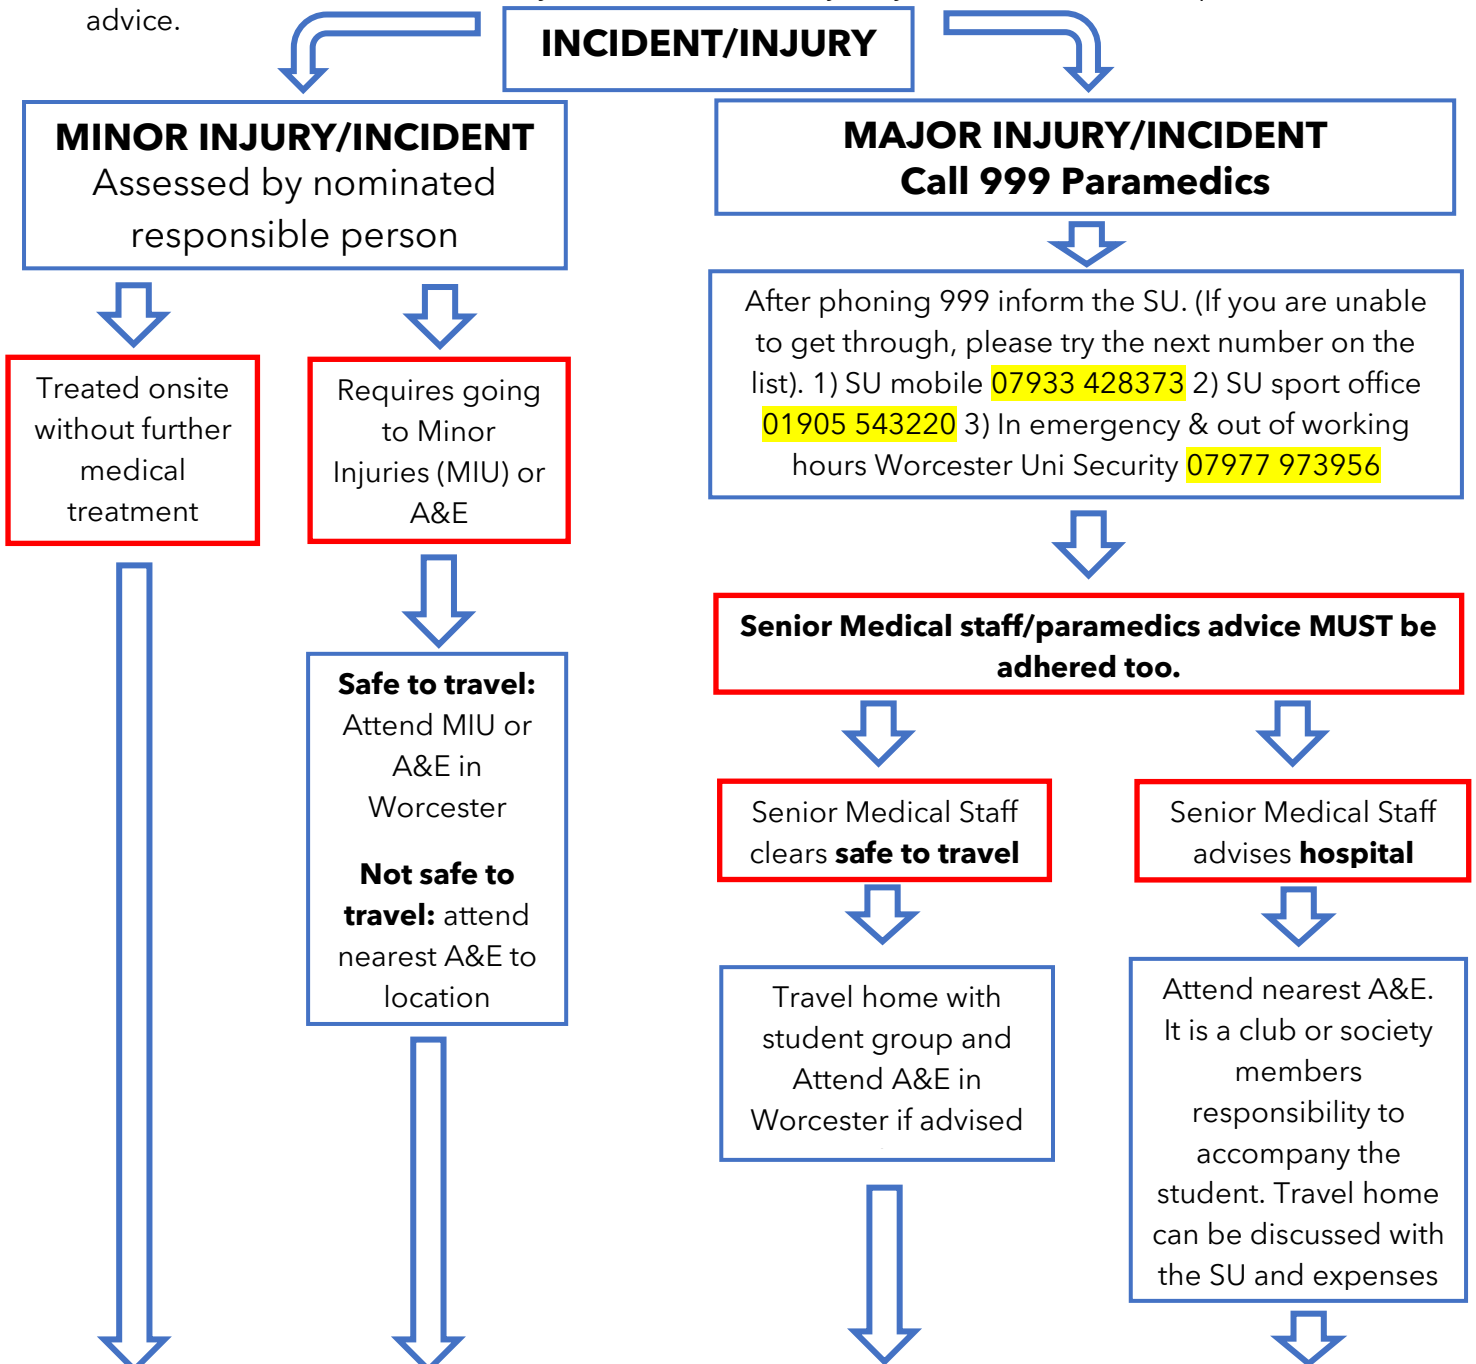 advice.
INCIDENT/INJURY
MINOR INJURY/INCIDENT
Assessed by nominated
responsible person
MAJOR INJURY/INCIDENT
Call 999 Paramedics
After phoning 999 inform the SU. (If you are unable
to get through, please try the next number on the
list). 1) SU mobile 07933 428373 2) SU sport office
01905 543220 3) In emergency & out of working
hours Worcester Uni Security 07977 973956
Treated onsite
without further
medical
treatment
Requires going
to Minor
Injuries (MIU) or
A&E
Senior Medical staff/paramedics advice MUST be
adhered too.
Safe to travel:
Attend MIU or
A&E in
Worcester
Not safe to
travel: attend
nearest A&E to
location
Senior Medical Staff
clears safe to travel
Senior Medical Staff
advises hospital
Travel home with
student group and
Attend A&E in
Worcester if advised
Attend nearest A&E.
It is a club or society
members
responsibility to
accompany the
student. Travel home
can be discussed with
the SU and expenses